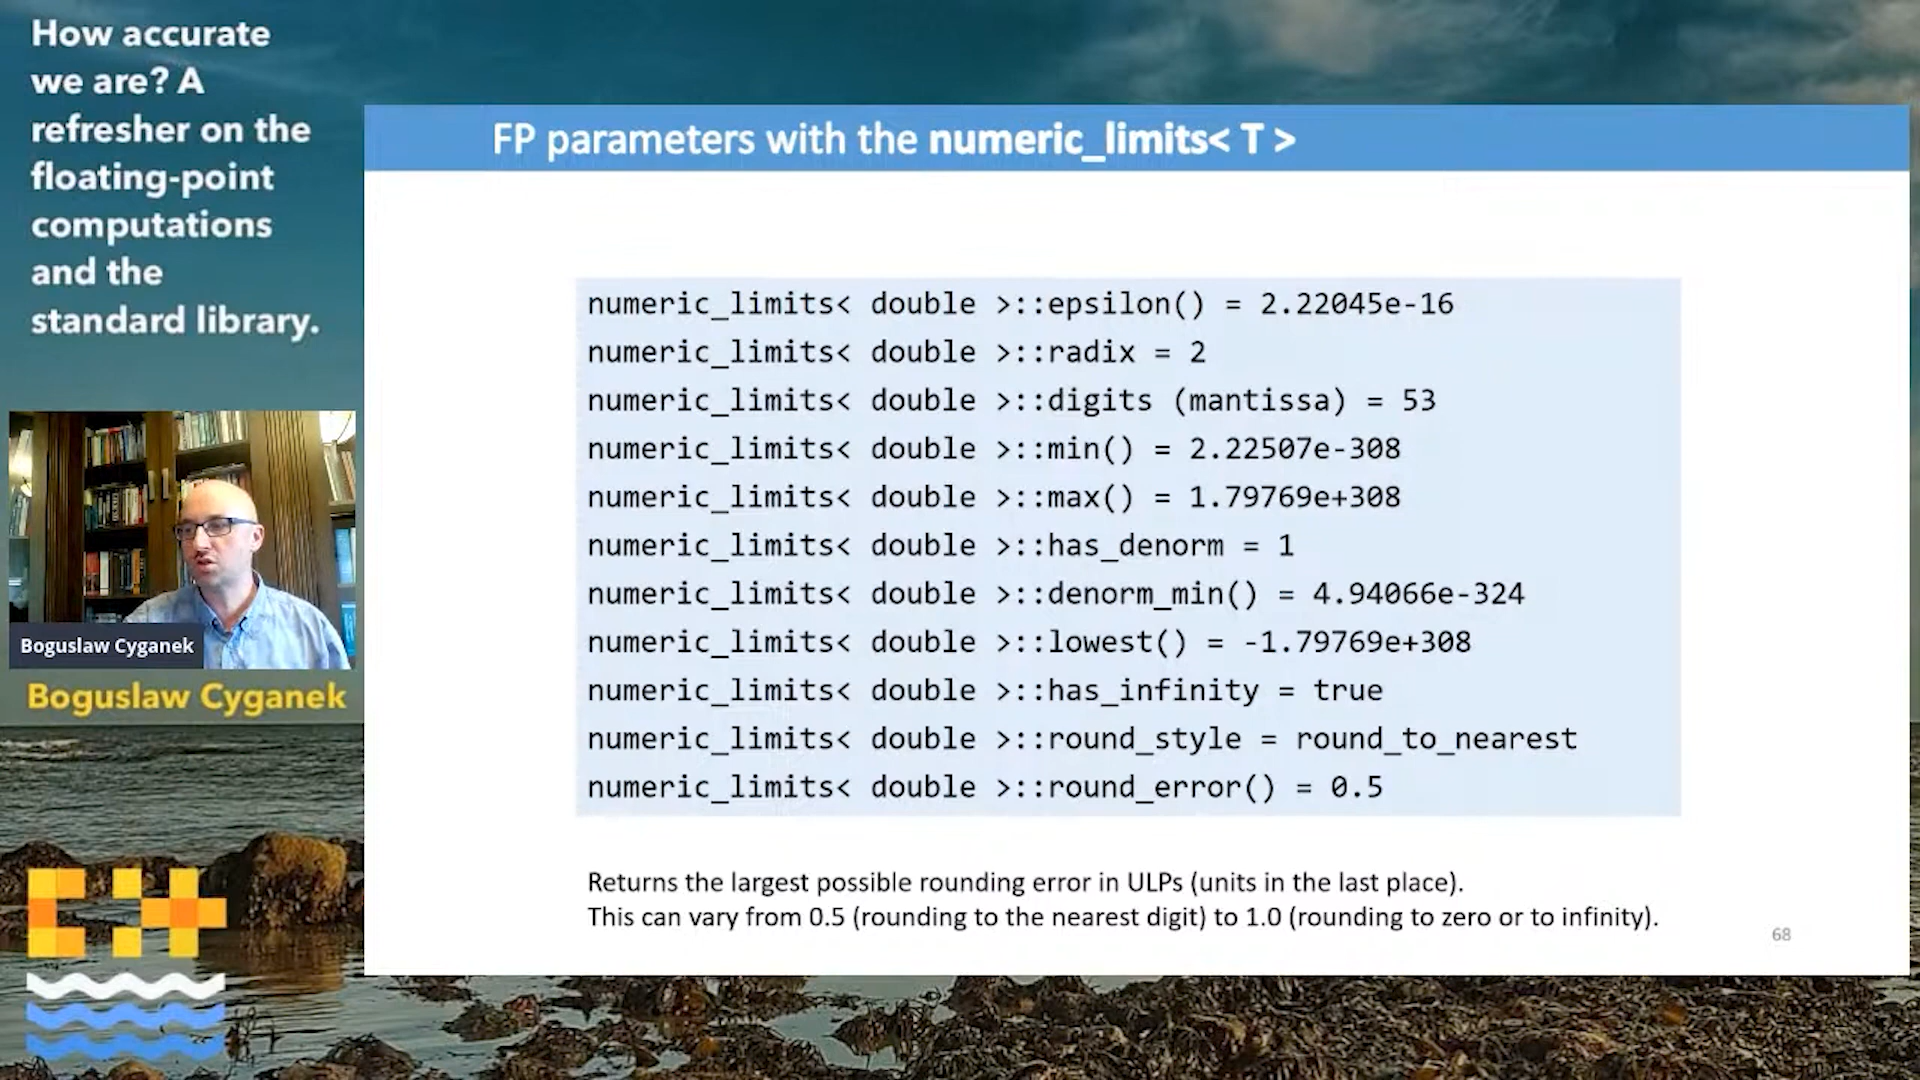 How accurate
we are? A
refresher on the
floating-point
computations
and the
standard library.
Boguslaw Cyganek
Boguslaw Cyganek
FP parameters with the numeric_limits< T >
numeric_limits< double >::epsilon() = 2.22045e-16
numeric_limits< double >::radix = 2
numeric_limits< double >::digits (mantissa) = 53
numeric_limits< double >::min() = 2.22507e-308
numeric_limits< double >::max() = 1.79769e+308
numeric_limits< double >::has_denorm = 1
numeric_limits< double >::denorm_min() = 4.94066e-324
numeric_limits< double >::lowest() = -1.79769e+308
numeric_limits< double >::has_infinity = true
numeric_limits< double >::round_style = round_to_nearest
numeric_limits< double >::round_error() = 0.5
Returns the largest possible rounding error in ULPs (units in the last place).
This can vary from 0.5 (rounding to the nearest digit) to 1.0 (rounding to zero or to infinity).
68